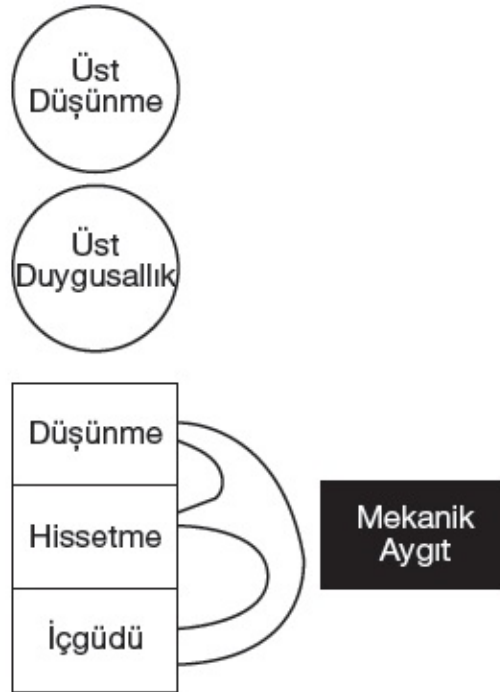 Üst
Düşünme
Üst
Duygusallık
Düşünme
Hissetme
İçgüdü
Mekanik
Aygıt